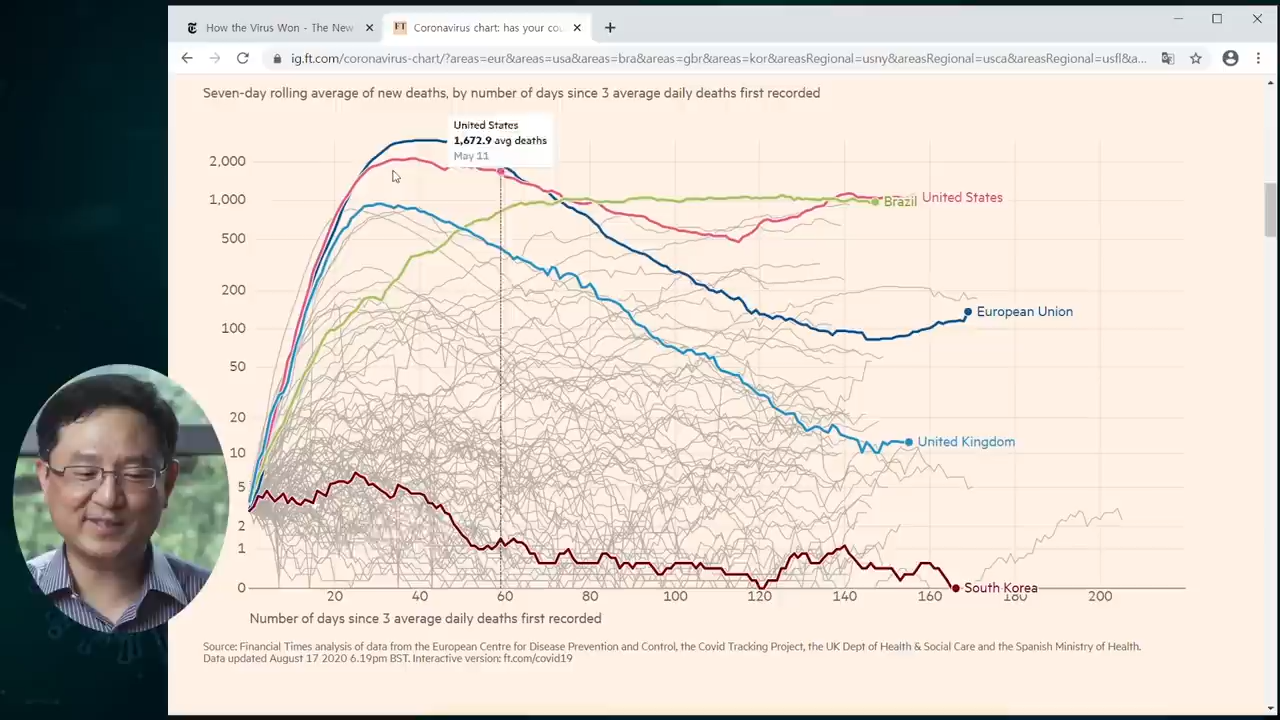 How the Virus Won - The New
FT Coronavirus chart: has your cou
ig.ft.com/coronavirus-chart/?areas=eur&areas=usa&areas=bra&areas=gbr&areas=kor&areasRegional=usny&areasRegional=usca&areasRegional=usfl&a...
Seven-day rolling average of new deaths, by number of days since 3 average daily deaths first recorded
United States
1,672.9 avg deaths
May 11
2,000
1,000
500
200
100
50
20
10
5
2
1
0
United States
Brazil
European Union
United Kingdom
South Korea
20 40 60 80 100 120 140 160 180 200
Number of days since 3 average daily deaths first recorded
Source: Financial Times analysis of data from the European Centre for Disease Prevention and Control, the Covid Tracking Project, the UK Dept of Health & Social Care and the Spanish Ministry of Health.
Data updated August 17 2020 6.19pm BST. Interactive version: ft.com/covid19